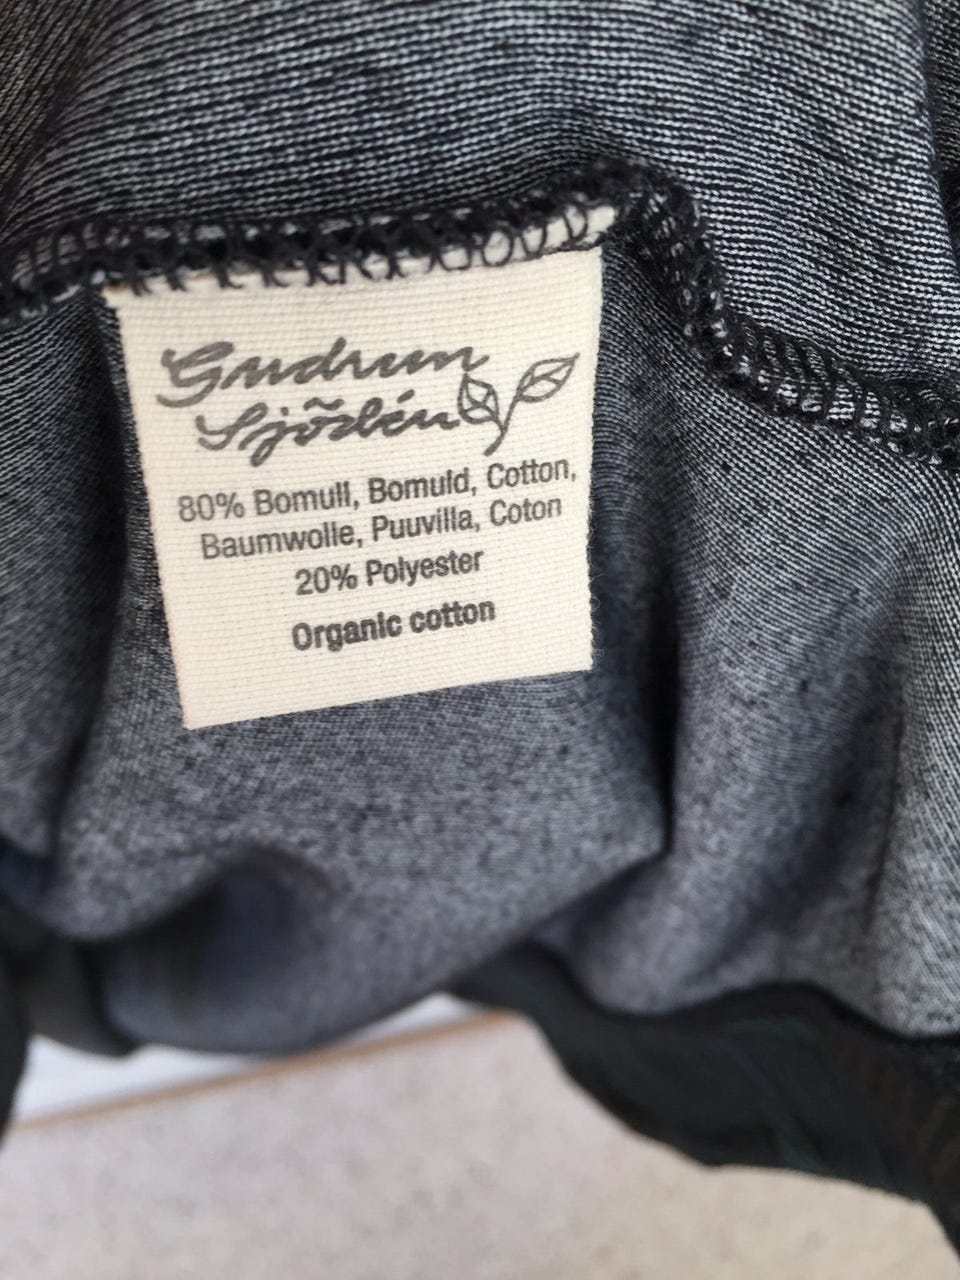 Gudrun
Sjödén
80% Bomull, Bomuld, Cotton,
Baumwolle, Puuvilla, Coton
20% Polyester
Organic cotton